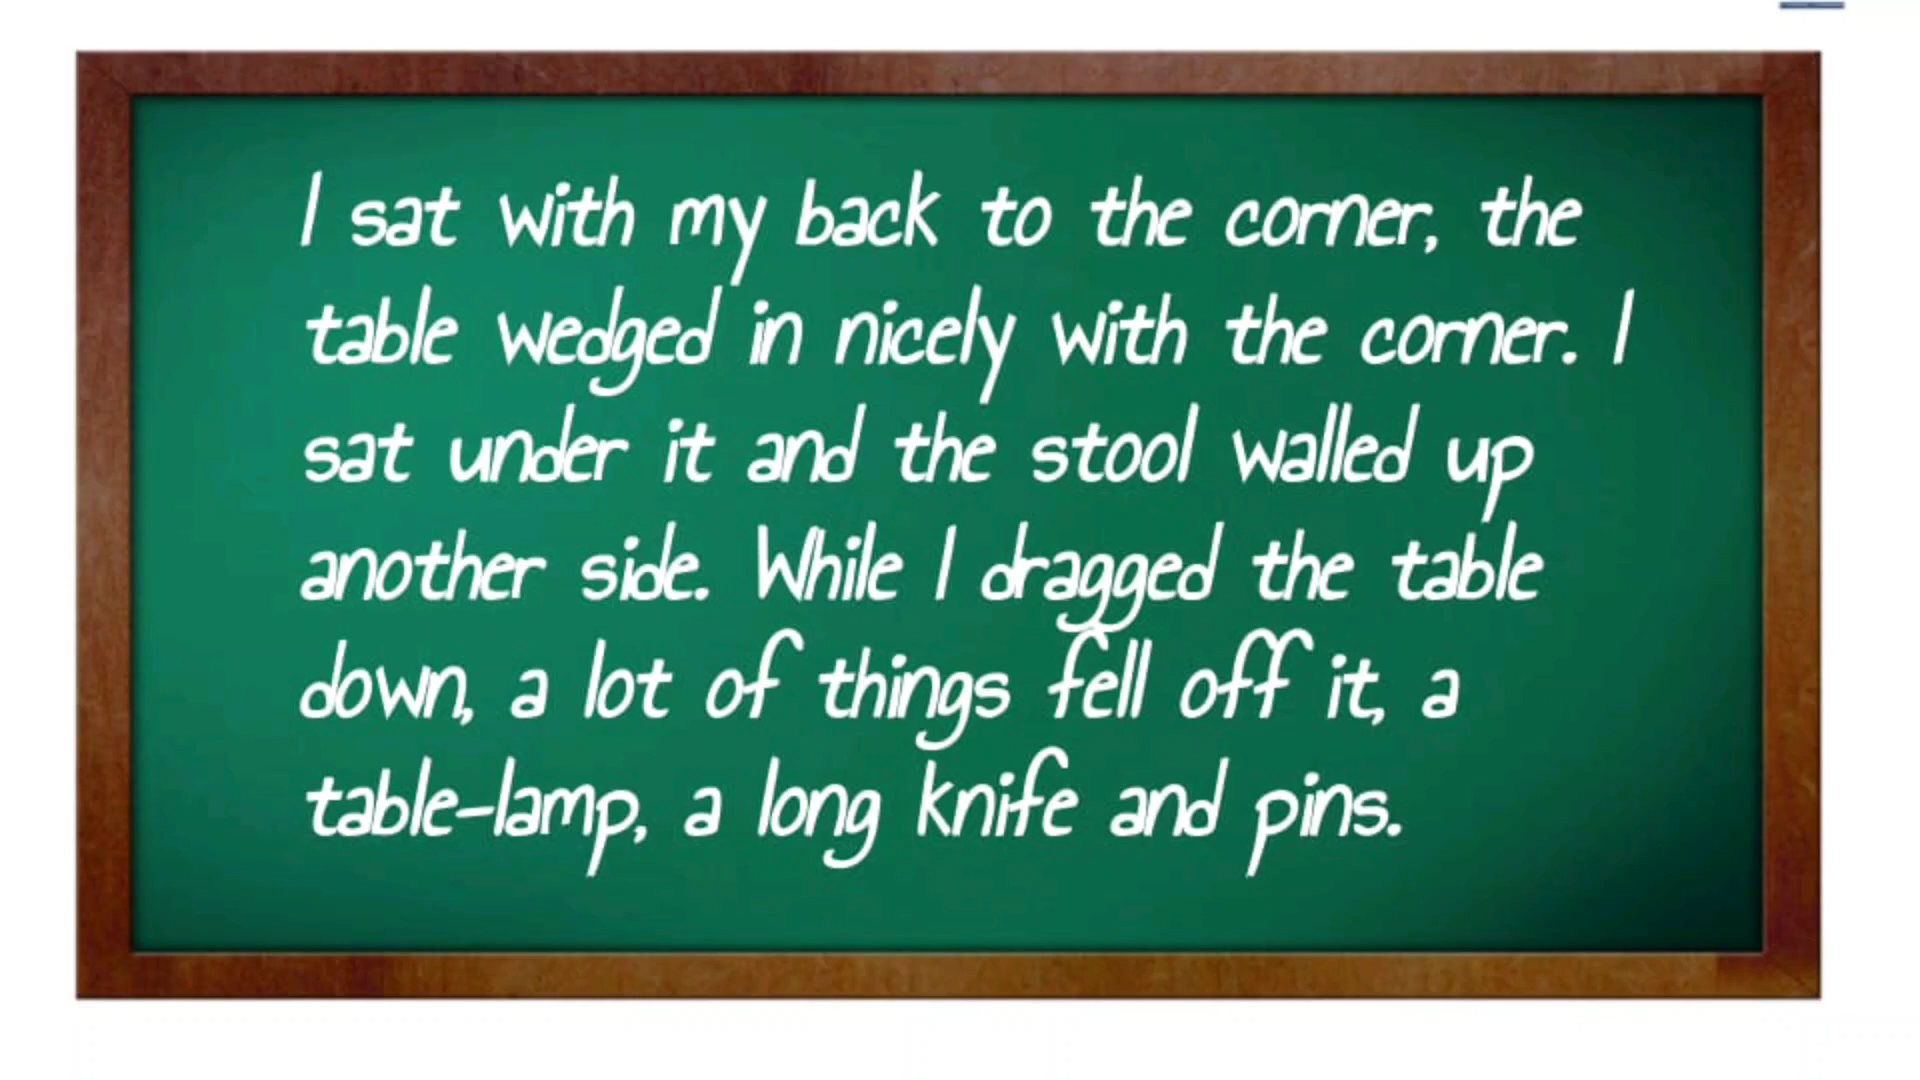 I sat with my back to the corner, the
table wedged in nicely with the corner. I
sat under it and the stool walled up
another side. While I dragged the table
down, a lot of things fell off it, a
table-lamp, a long knife and pins.